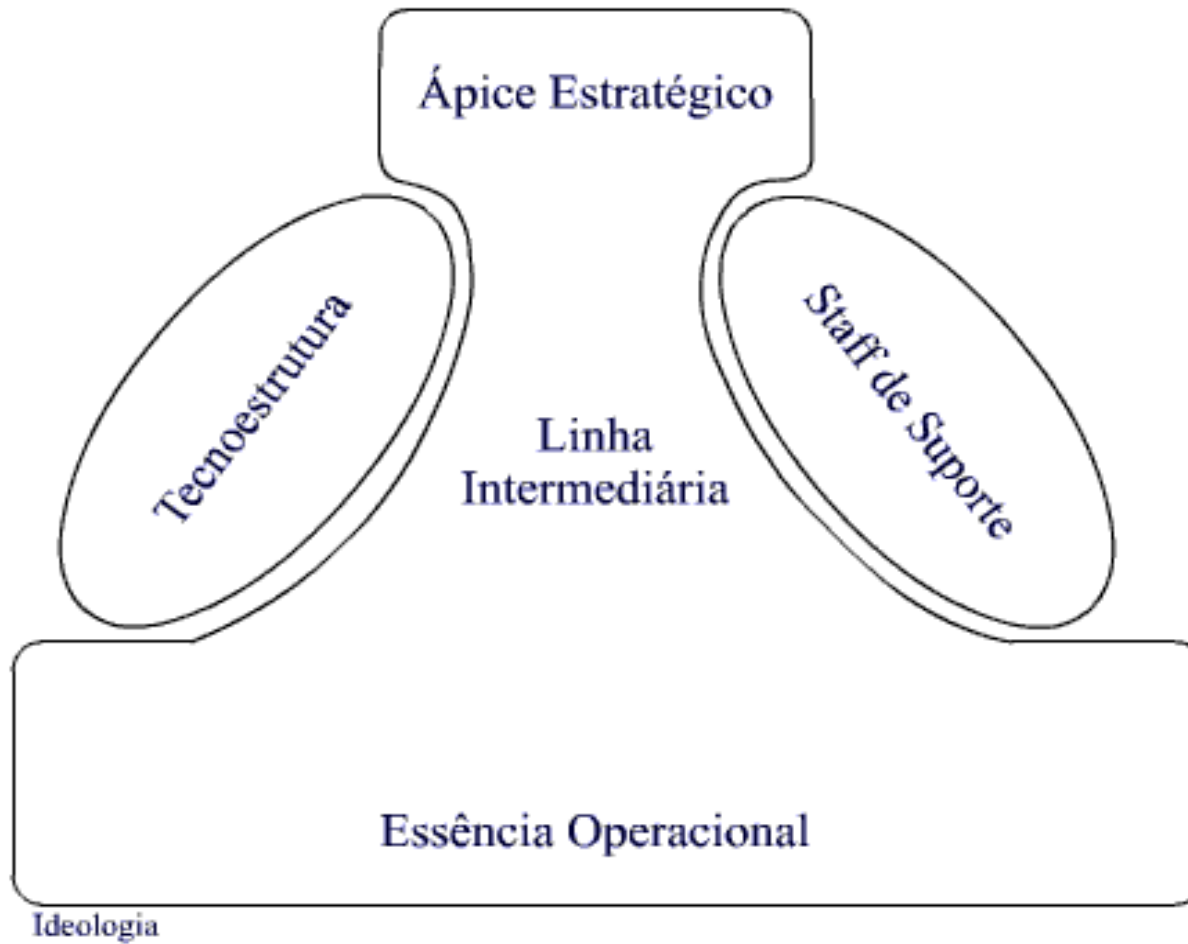 Ápice Estratégico
Tecnoestrutura
Staff de Suporte
Linha
Intermediária
Essência Operacional
Ideologia